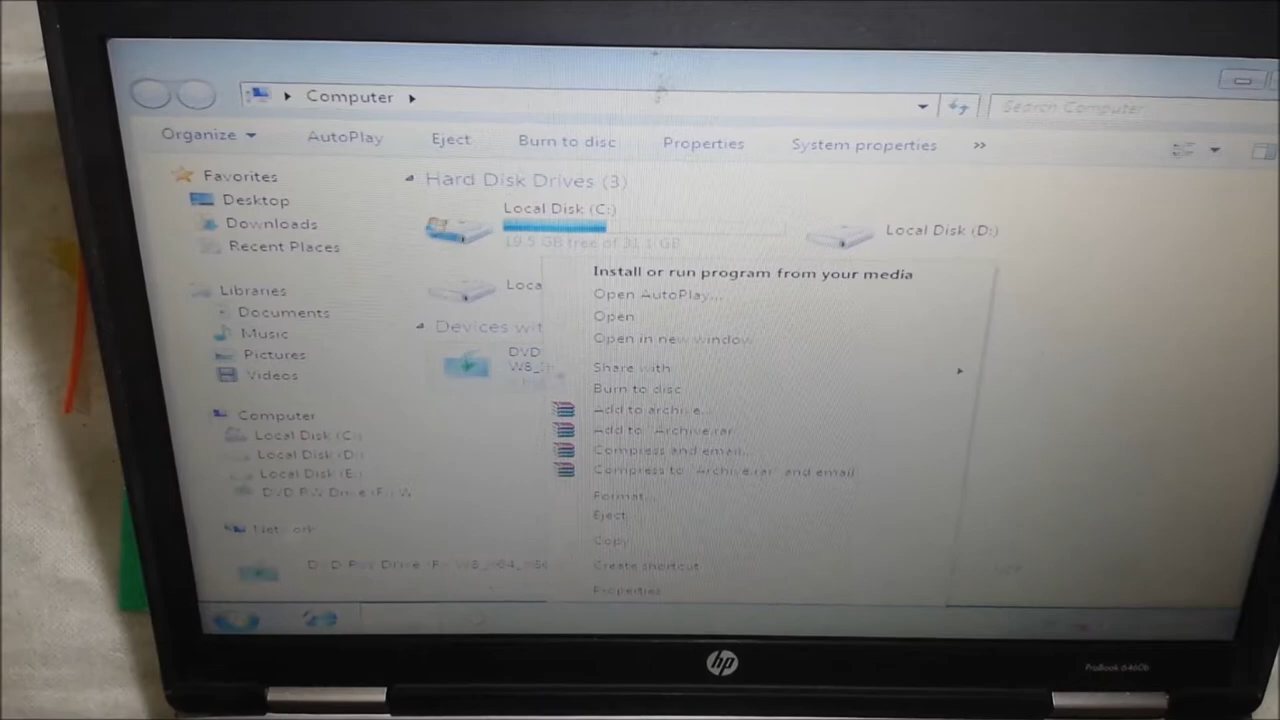 Computer
Search Computer
Organize
AutoPlay
Eject
Burn to disc
Properties
System properties
»
Favorites
Desktop
Downloads
Recent Places
Libraries
Documents
Music
Pictures
Videos
Computer
Local Disk (C:)
Local Disk (D:)
Local Disk (E:)
DVD RW Drive (F:) W
Network
Hard Disk Drives (3)
Local Disk (C:)
19.5 GB free of 31.1 GB
Local Disk (D:)
Loca
Devices wit
DVD
Install or run program from your media
Open AutoPlay...
Open
Open in new window
Share with
Burn to disc
Add to archive...
Add to "Archive.rar"
Compress and email...
Compress to "Archive.rar" and email
Format...
Eject
Copy
Create shortcut
Properties
DVD RW Drive (F:)
hp
ProBook 6460b